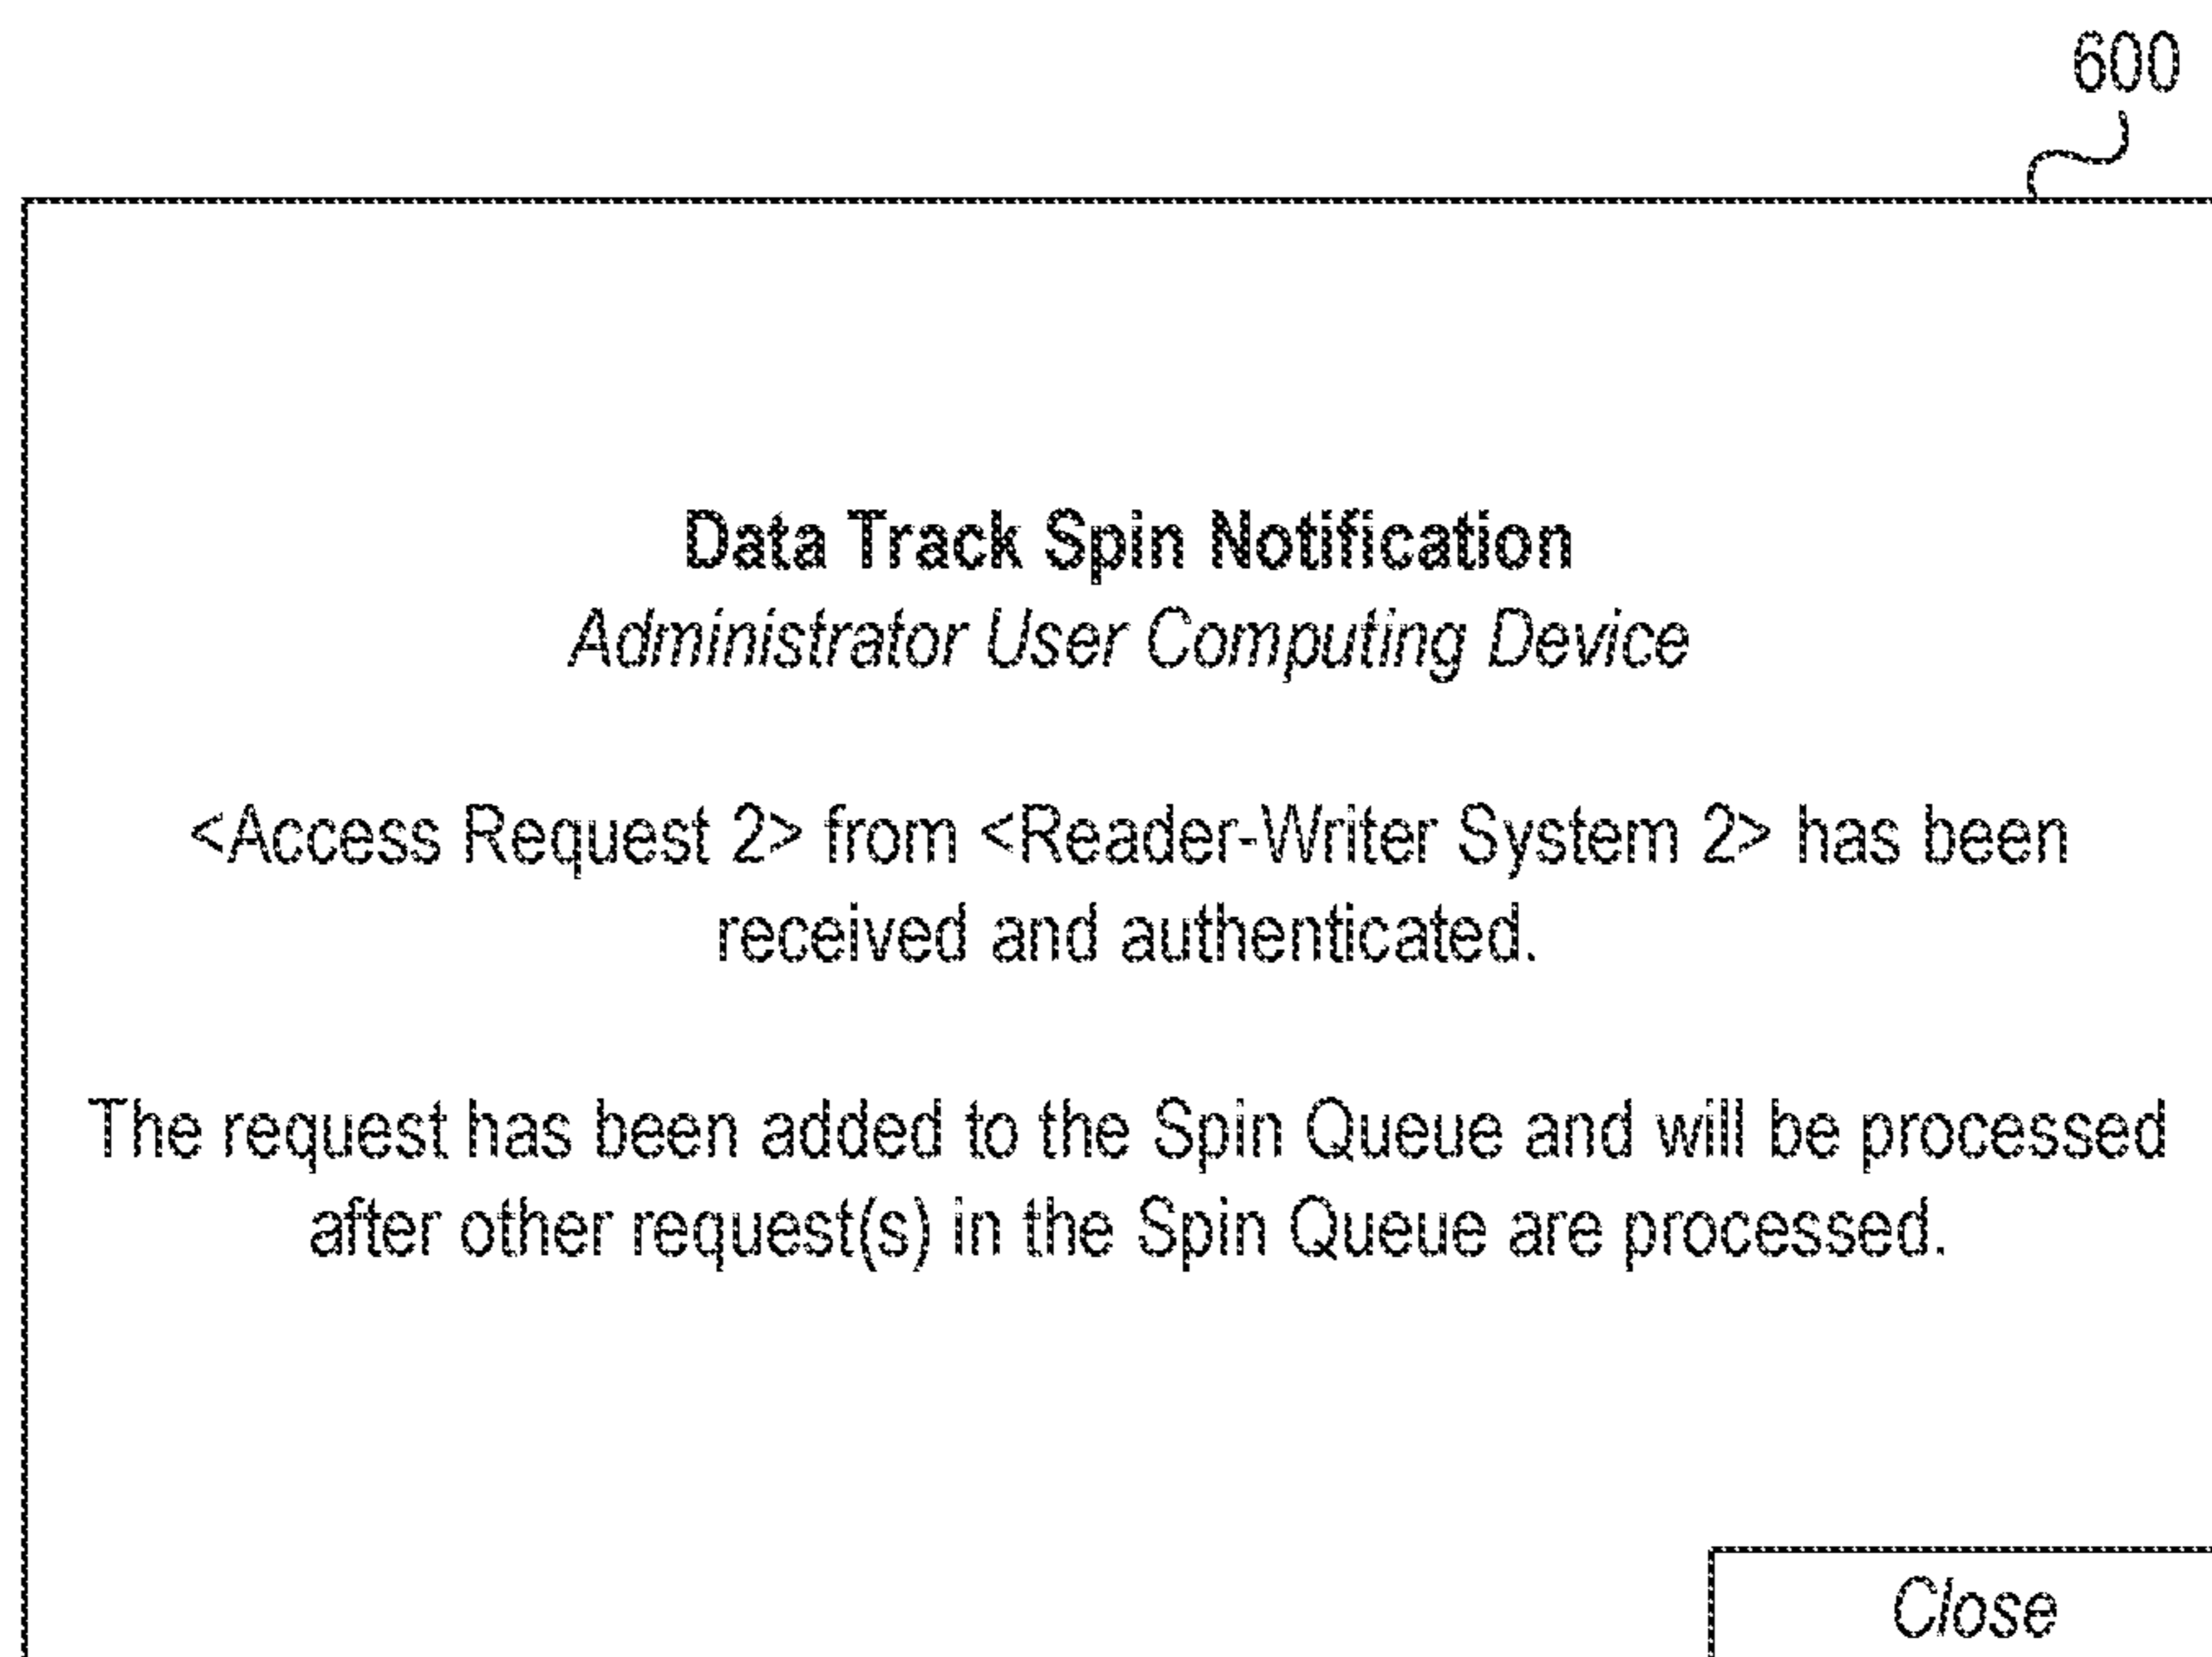 600
Data Track Spin Notification
Administrator User Computing Device
<Access Request 2> from <Reader-Writer System 2> has been
received and authenticated.
The request has been added to the Spin Queue and will be processed
after other request(s) in the Spin Queue are processed.
Close